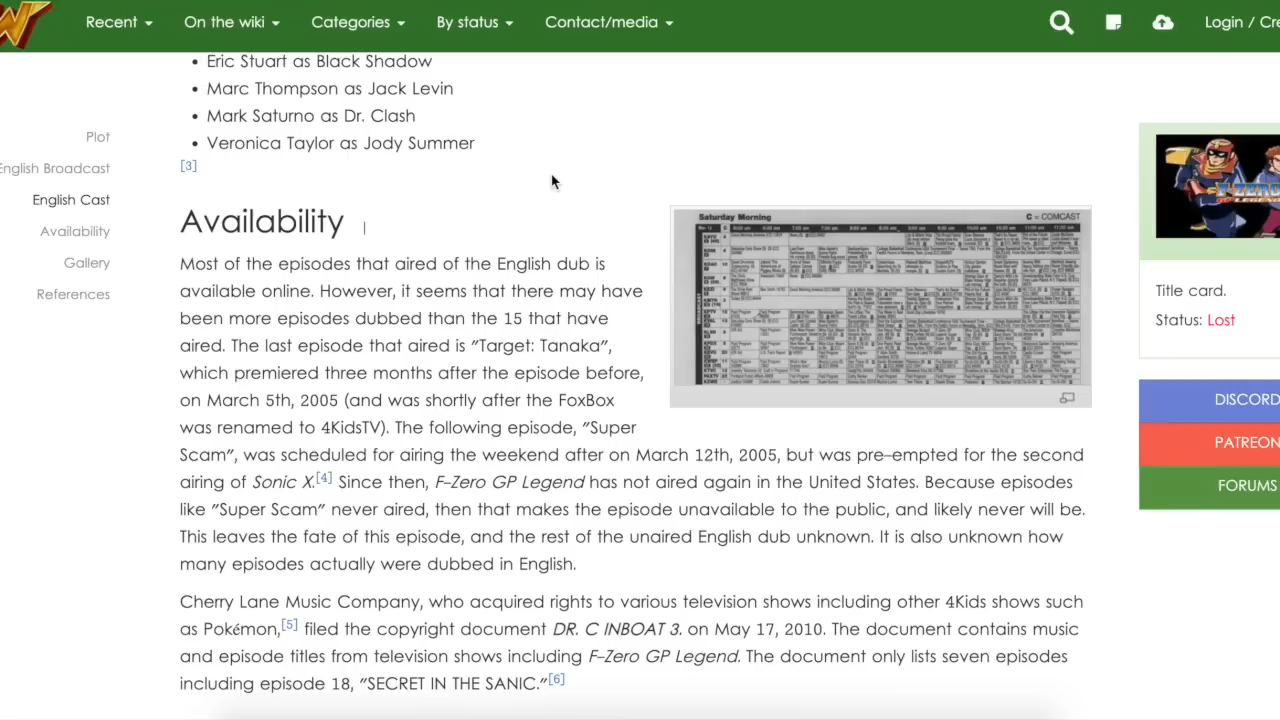 Recent
On the wiki
Categories
By status
Contact/media
Login / Cre
Eric Stuart as Black Shadow
Marc Thompson as Jack Levin
Mark Saturno as Dr. Clash
Veronica Taylor as Jody Summer
[3]
Plot
English Broadcast
English Cast
Availability
Gallery
References
Availability
Most of the episodes that aired of the English dub is
available online. However, it seems that there may have
been more episodes dubbed than the 15 that have
aired. The last episode that aired is "Target: Tanaka",
which premiered three months after the episode before,
on March 5th, 2005 (and was shortly after the FoxBox
was renamed to 4KidsTV). The following episode, "Super
Scam", was scheduled for airing the weekend after on March 12th, 2005, but was pre-empted for the second
airing of Sonic X.[4] Since then, F-Zero GP Legend has not aired again in the United States. Because episodes
like "Super Scam" never aired, then that makes the episode unavailable to the public, and likely never will be.
This leaves the fate of this episode, and the rest of the unaired English dub unknown. It is also unknown how
many episodes actually were dubbed in English.
Cherry Lane Music Company, who acquired rights to various television shows including other 4Kids shows such
as Pokémon,[5] filed the copyright document DR. C INBOAT 3. on May 17, 2010. The document contains music
and episode titles from television shows including F-Zero GP Legend. The document only lists seven episodes
including episode 18, "SECRET IN THE SANIC."[6]
Saturday Morning
C = COMCAST
Title card.
Status: Lost
DISCORD
PATREON
FORUMS